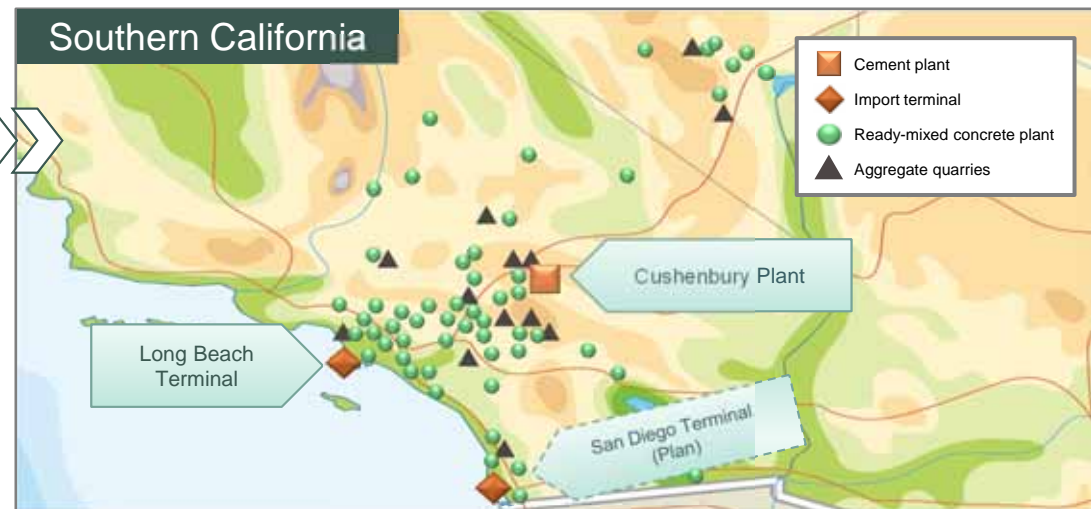 Southern California
Cement plant
Import terminal
Ready-mixed concrete plant
Aggregate quarries
Cushenbury Plant
Long Beach
Terminal
San Diego Terminal
(Plan)